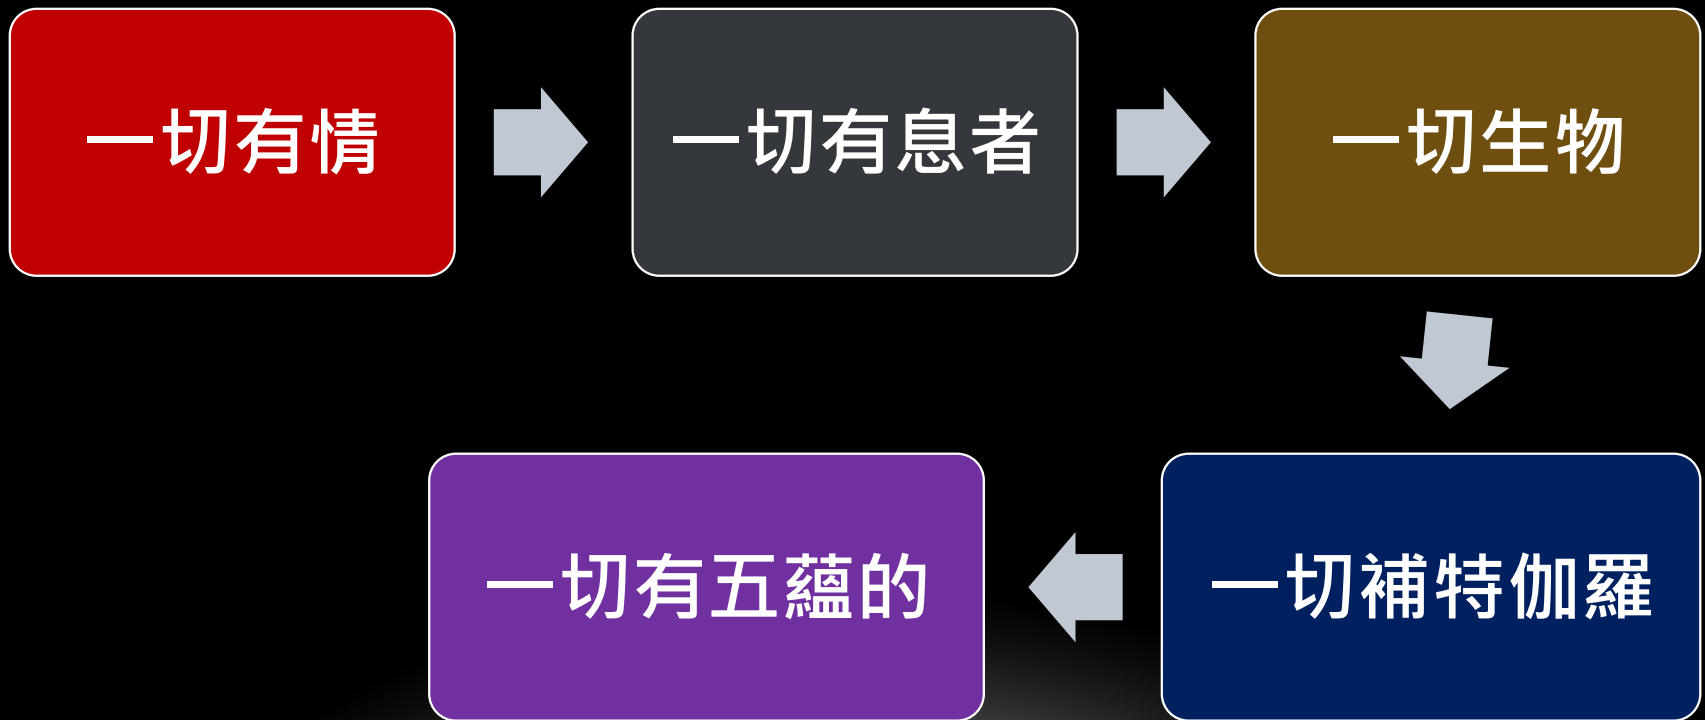 一切有情
一切有息者
一切生物
一切補特伽羅
一切有五蘊的